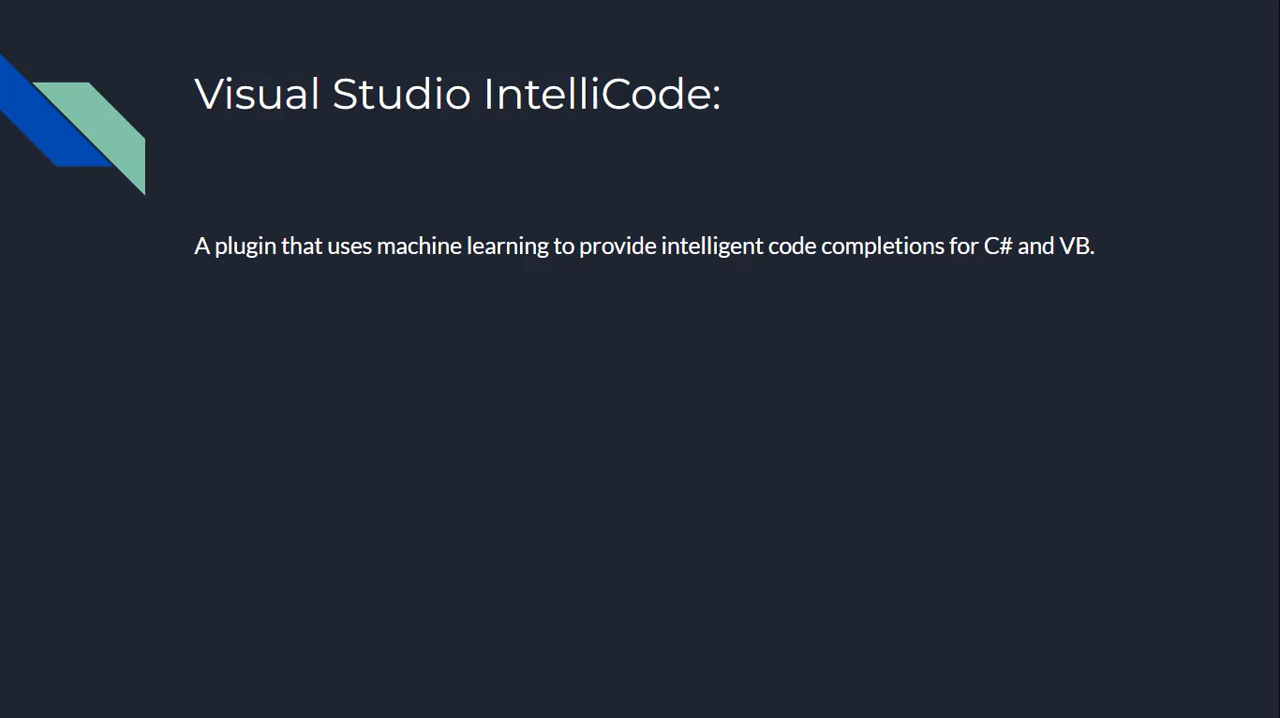 Visual Studio IntelliCode:
A plugin that uses machine learning to provide intelligent code completions for C# and VB.